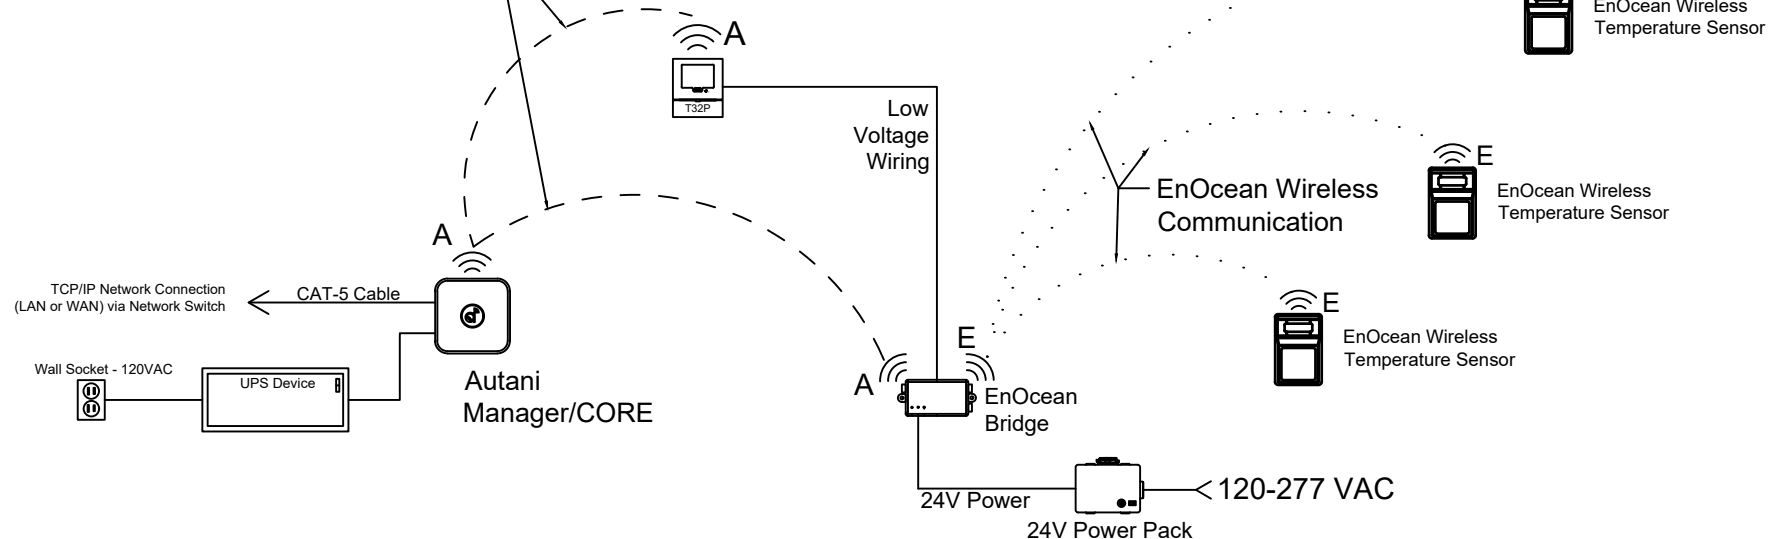 EnOcean Wireless
Temperature Sensor
A
T32P
Low
Voltage
Wiring
E
EnOcean Wireless
Temperature Sensor
EnOcean Wireless
Communication
A
TCP/IP Network Connection
(LAN or WAN) via Network Switch
CAT-5 Cable
E
EnOcean Wireless
Temperature Sensor
Wall Socket - 120VAC
UPS Device
Autani
Manager/CORE
A
E
EnOcean
Bridge
24V Power
120-277 VAC
24V Power Pack